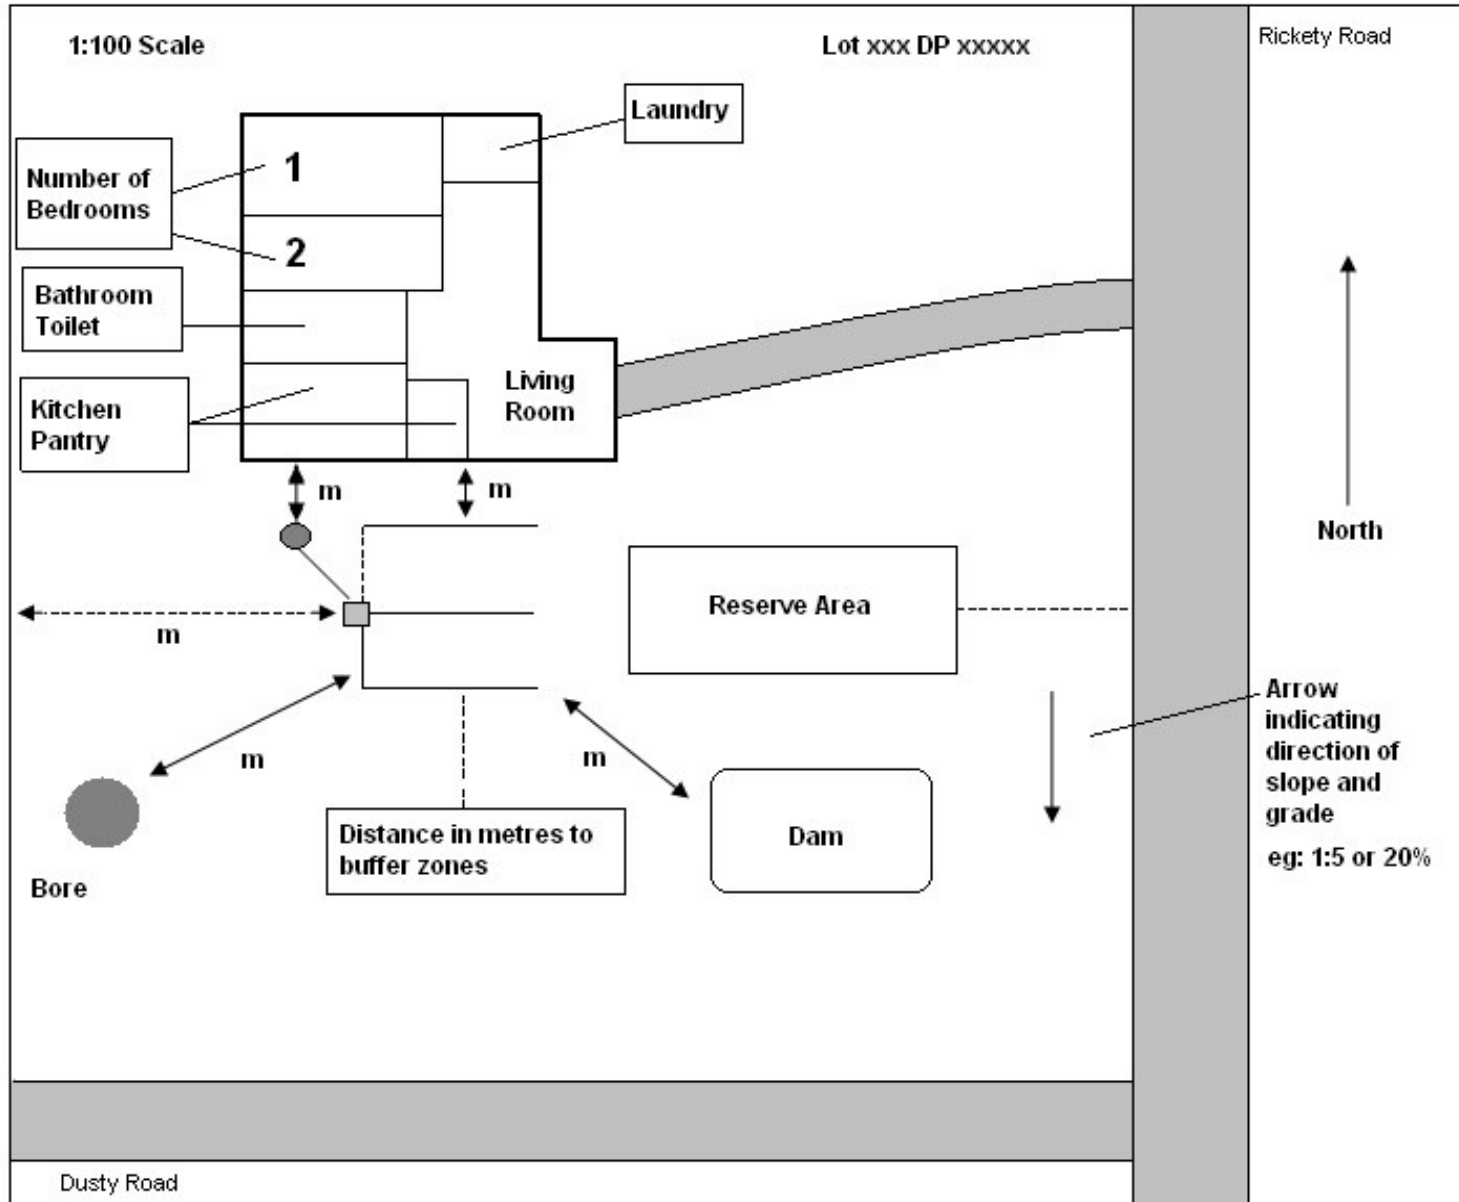 1:100 Scale
Lot xxx DP xxxxx
Rickety Road
Laundry
Number of
Bedrooms
1
2
Bathroom
Toilet
Kitchen
Pantry
Living
Room
m
m
North
Reserve Area
m
Arrow
indicating
direction of
slope and
grade
eg: 1:5 or 20%
m
m
Distance in metres to
buffer zones
Dam
Bore
Dusty Road